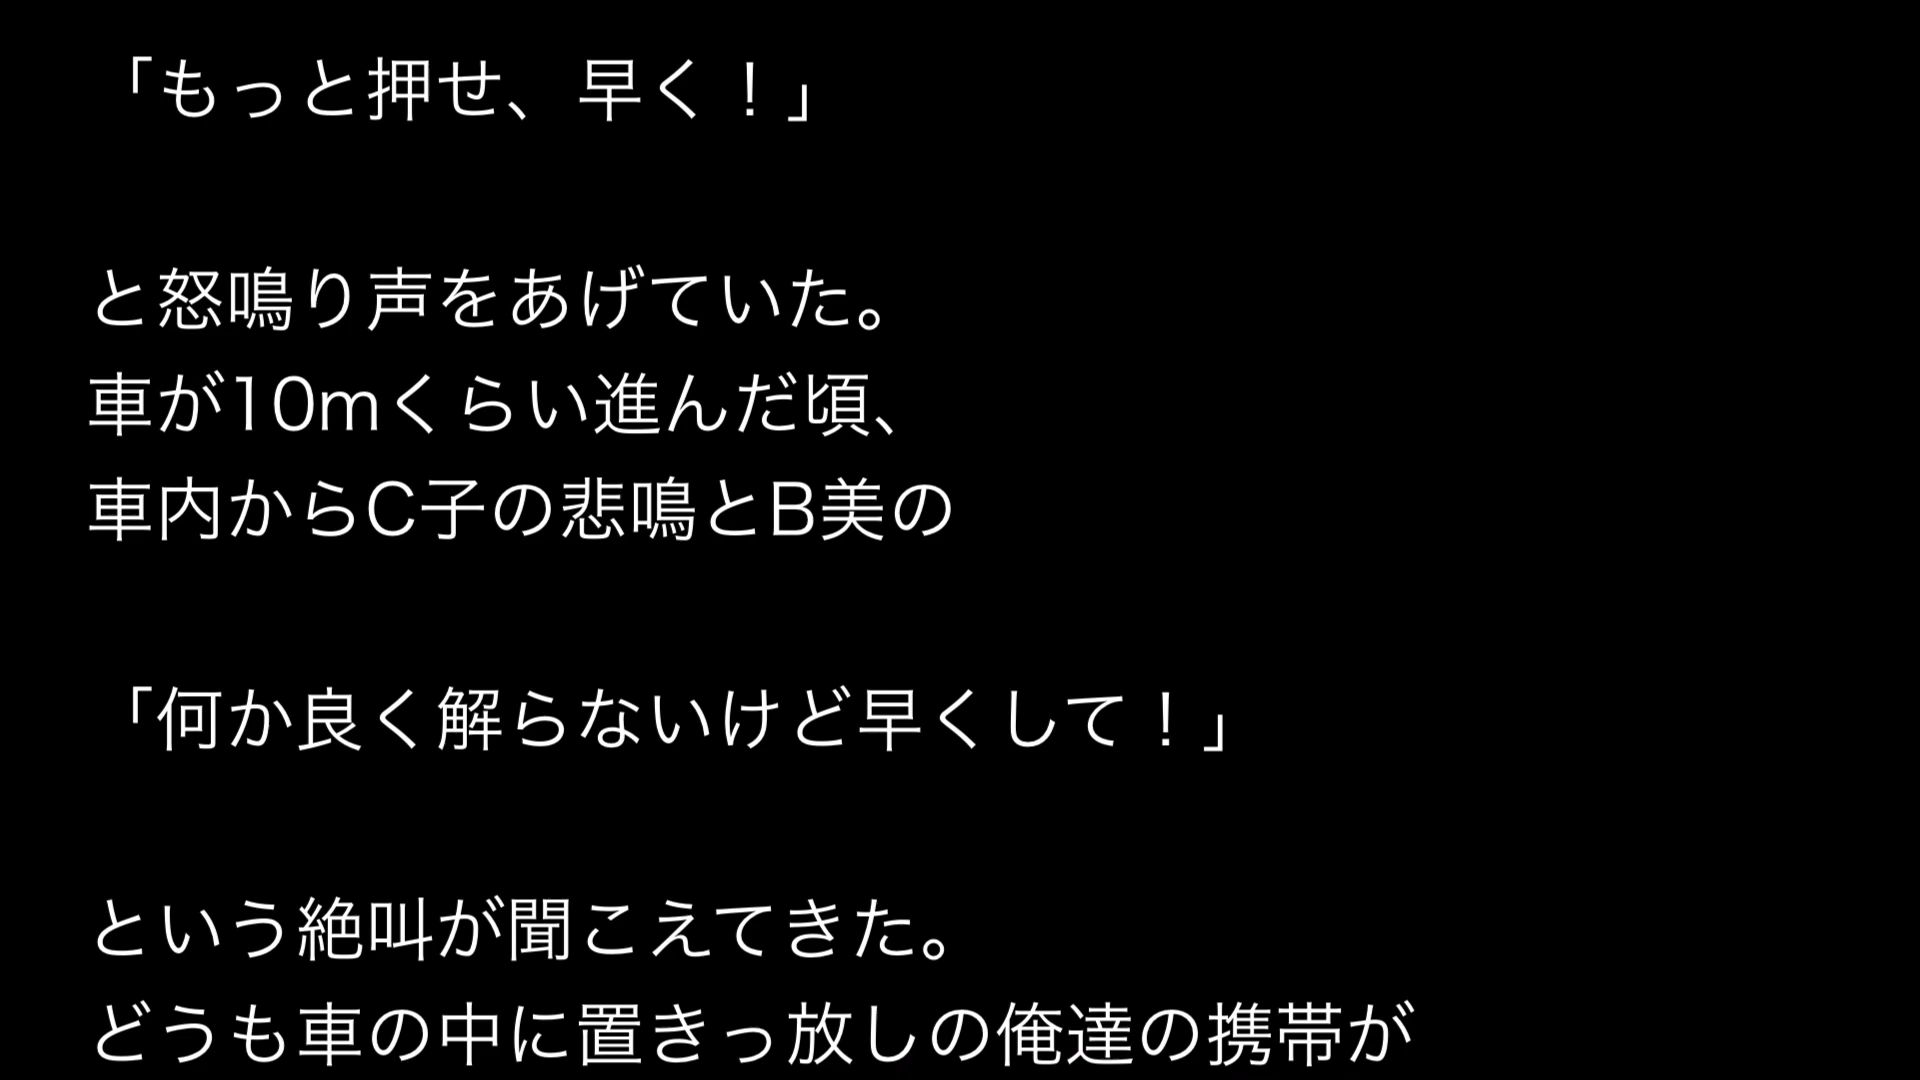 「もっと押せ、早く！」
と怒鳴り声をあげていた。
車が10mくらい進んだ頃、
車内からC子の悲鳴とB美の
「何か良く解らないけど早くして！」
という絶叫が聞こえてきた。
どうも車の中に置きっ放しの俺達の携帯が